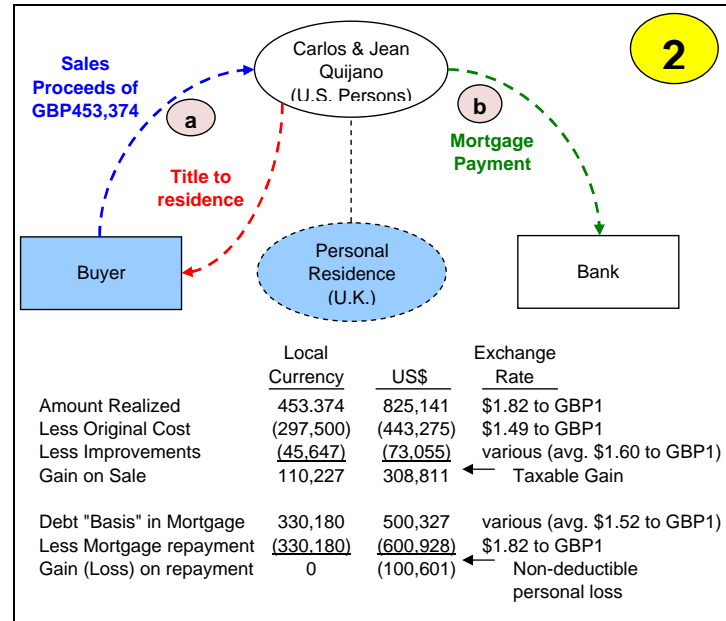 2
Carlos & Jean
Quijano
(U.S. Persons)
Sales
Proceeds of
GBP453,374
a
b
Mortgage
Payment
Title to
residence
Buyer
Personal
Residence
(U.K.)
Bank
Local Exchange
Currency US$ Rate
Amount Realized 453.374 825,141 $1.82 to GBP1
Less Original Cost (297,500) (443,275) $1.49 to GBP1
Less Improvements (45,647) (73,055) various (avg. $1.60 to GBP1)
Gain on Sale 110,227 308,811 Taxable Gain
Debt "Basis" in Mortgage 330,180 500,327 various (avg. $1.52 to GBP1)
Less Mortgage repayment (330,180) (600,928) $1.82 to GBP1
Gain (Loss) on repayment 0 (100,601) Non-deductible
personal loss